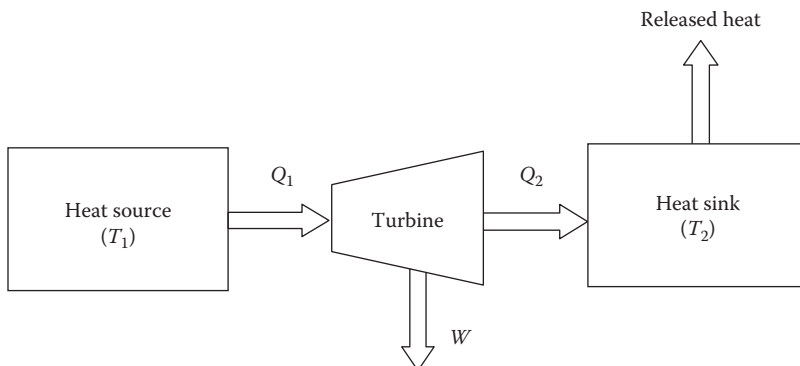 Released heat
Q1
Q2
Heat source
(T1)
Turbine
Heat sink
(T2)
W